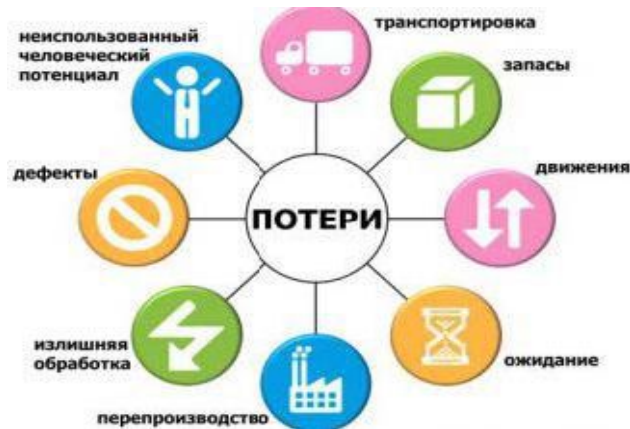 неиспользованный
человеческий
потенциал
транспортировка
запасы
дефекты
движения
ПОТЕРИ
излишняя
обработка
ожидание
перепроизводство